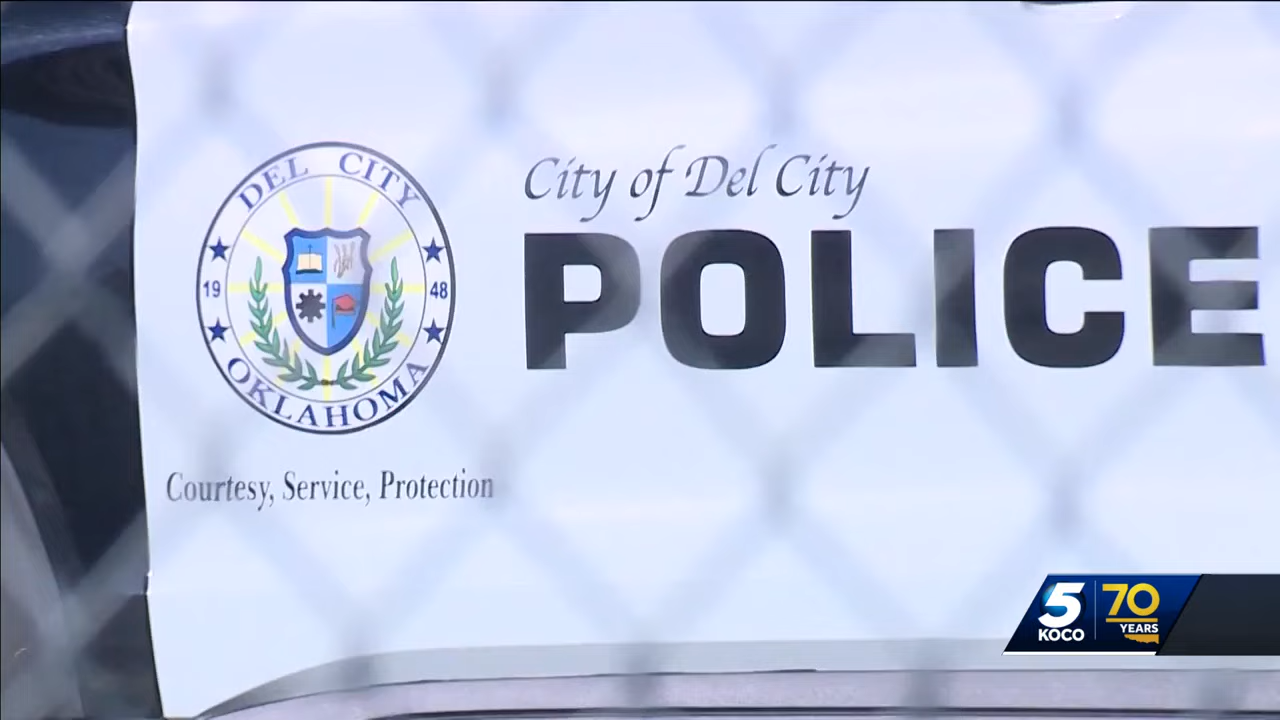 DEL CITY
19 48
OKLAHOMA
Courtesy, Service, Protection
City of Del City
POLICE
5 70
KOCO YEARS